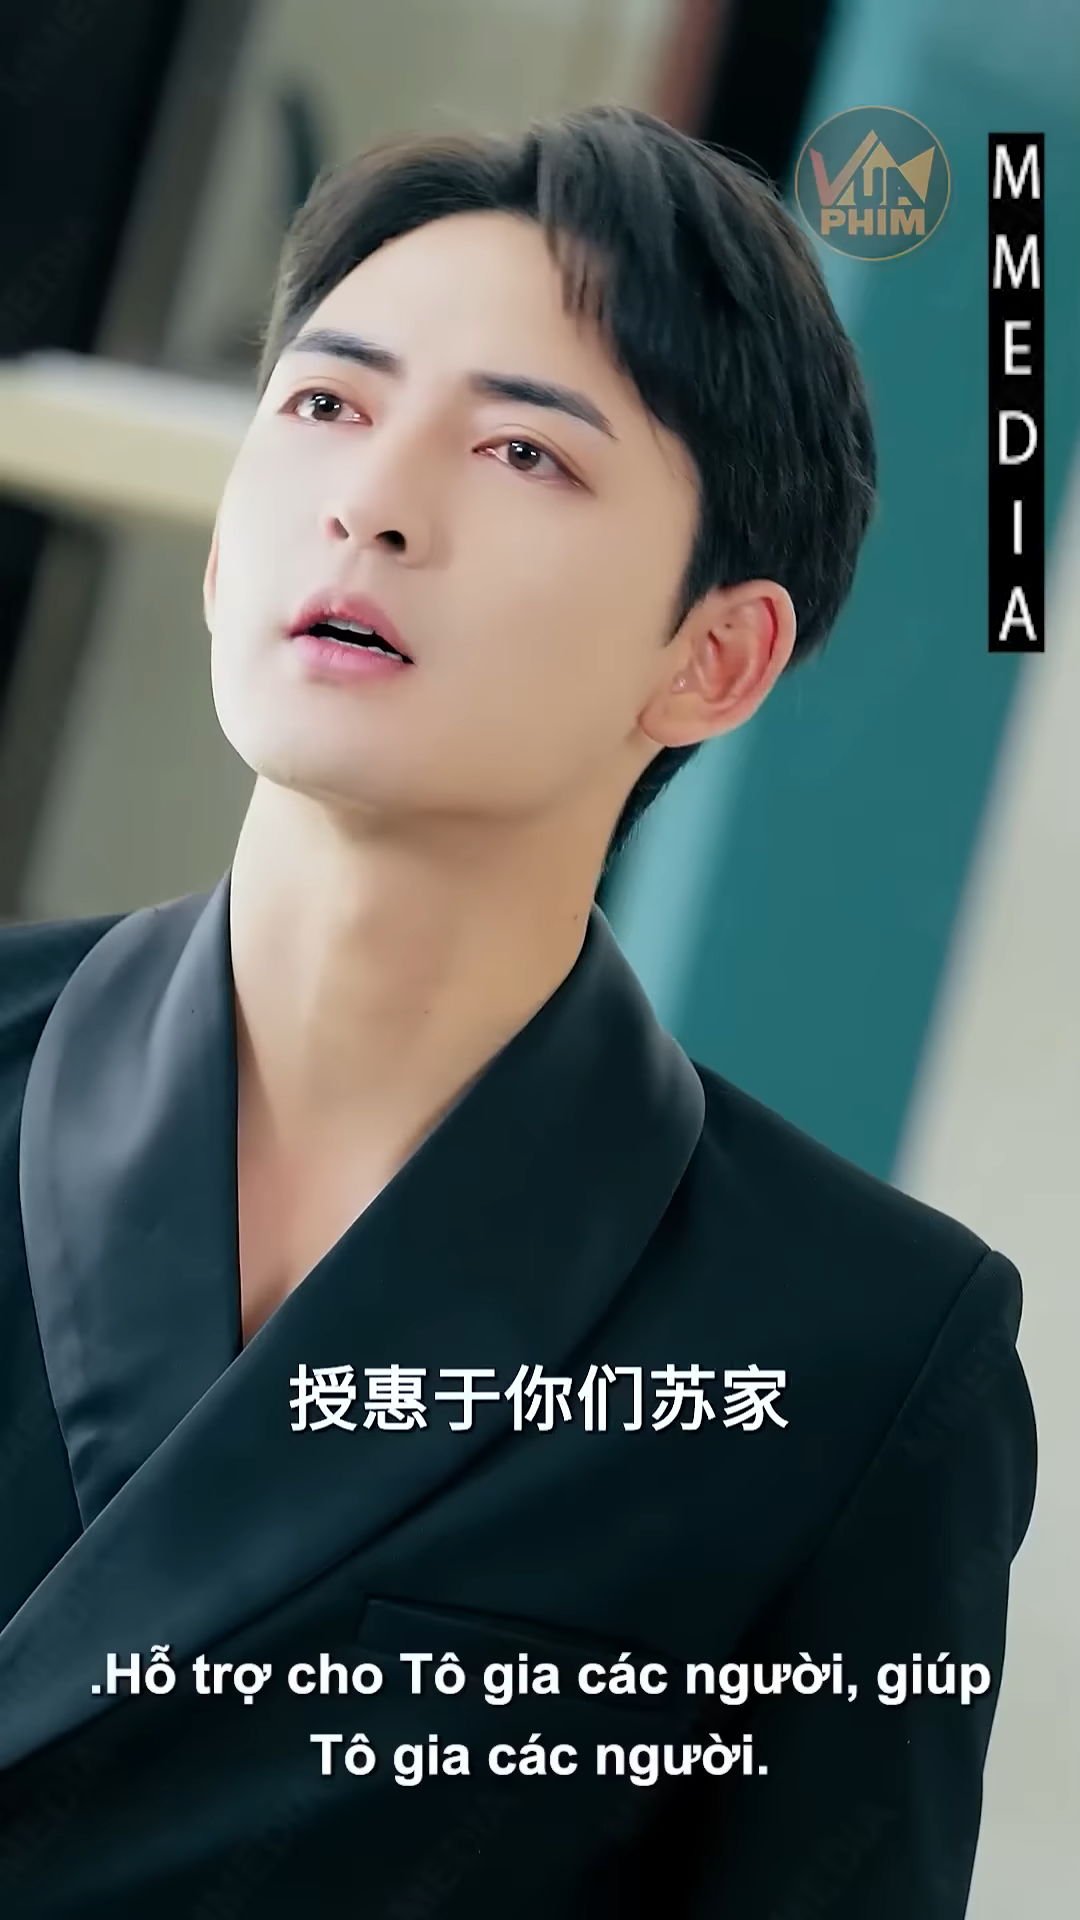 VUA
PHIM
MMEDIA
授惠于你们苏家
.Hỗ trợ cho Tô gia các người, giúp
Tô gia các người.